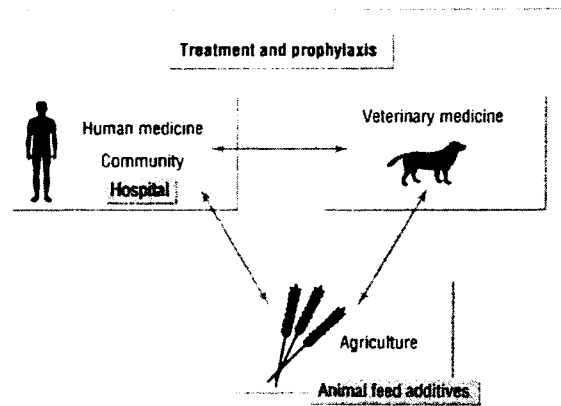 Treatment and prophylaxis
Human medicine
Community
Hospital
Veterinary medicine
Agriculture
Animal feed additives